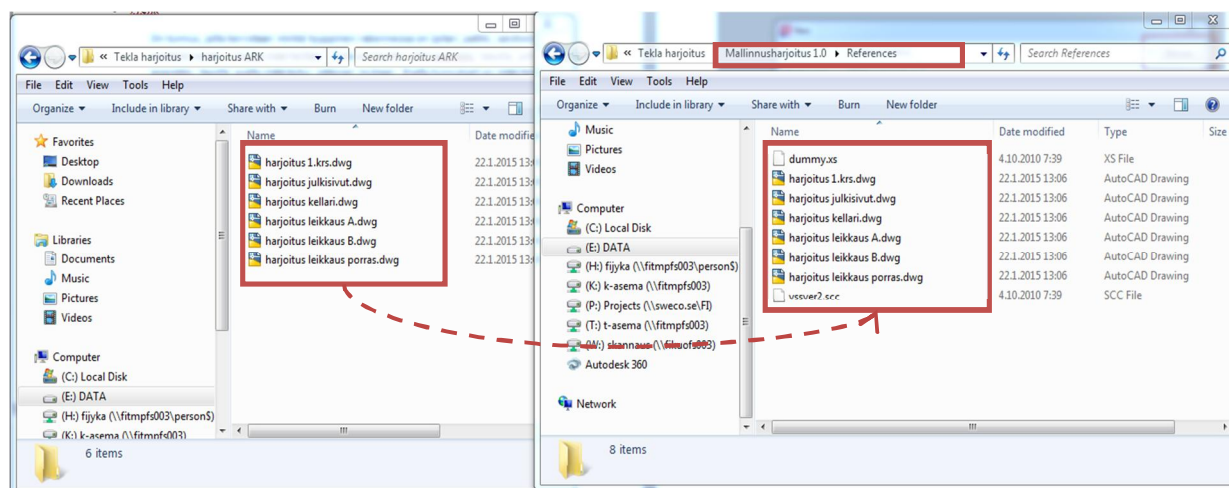 « Tekla harjoitus ▸ harjoitus ARK
Search harjoitus ARK
File Edit View Tools Help
Organize ▾ Include in library ▾ Share with ▾ Burn New folder
Favorites
Desktop
Downloads
Recent Places
Libraries
Documents
Music
Pictures
Videos
Computer
(C:) Local Disk
(E:) DATA
(H:) fijyka (\\fitmpfs003\person$)
(K:) k-asema (\\fitmpfs003)
Name Date modifie
harjoitus 1.krs.dwg 22.1.2015 13:0
harjoitus julkisivut.dwg 22.1.2015 13:
harjoitus kellari.dwg 22.1.2015 13:
harjoitus leikkaus A.dwg 22.1.2015 13:
harjoitus leikkaus B.dwg 22.1.2015 13:
harjoitus leikkaus porras.dwg 22.1.2015 13:
6 items
« Tekla harjoitus Mallinnusharjoitus 1.0 ▸ References
Search References
File Edit View Tools Help
Organize ▾ Include in library ▾ Share with ▾ Burn New folder
Music
Pictures
Videos
Computer
(C:) Local Disk
(E:) DATA
(H:) fijyka (\\fitmpfs003\person$)
(K:) k-asema (\\fitmpfs003)
(P:) Projects (\\sweco.se\FI)
(T:) t-asema (\\fitmpfs003)
(W:) skannaus (\\fikuofs003)
Autodesk 360
Network
Name Date modified Type Size
dummy.xs 4.10.2010 7:39 XS File
harjoitus 1.krs.dwg 22.1.2015 13:06 AutoCAD Drawing
harjoitus julkisivut.dwg 22.1.2015 13:06 AutoCAD Drawing
harjoitus kellari.dwg 22.1.2015 13:06 AutoCAD Drawing
harjoitus leikkaus A.dwg 22.1.2015 13:06 AutoCAD Drawing
harjoitus leikkaus B.dwg 22.1.2015 13:06 AutoCAD Drawing
harjoitus leikkaus porras.dwg 22.1.2015 13:06 AutoCAD Drawing
vssver2.scc 4.10.2010 7:39 SCC File
8 items